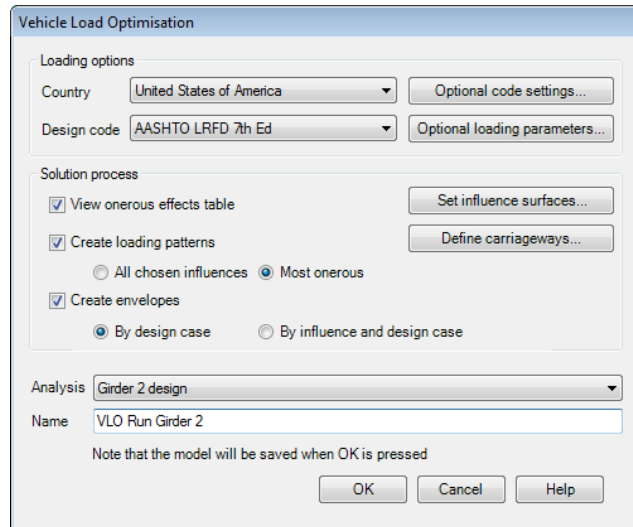 Vehicle Load Optimisation
Loading options
Country United States of America Optional code settings...
Design code AASHTO LRFD 7th Ed Optional loading parameters...
Solution process
View onerous effects table Set influence surfaces...
Create loading patterns Define carriageways...
All chosen influences Most onerous
Create envelopes
By design case By influence and design case
Analysis Girder 2 design
Name VLO Run Girder 2
Note that the model will be saved when OK is pressed
OK Cancel Help